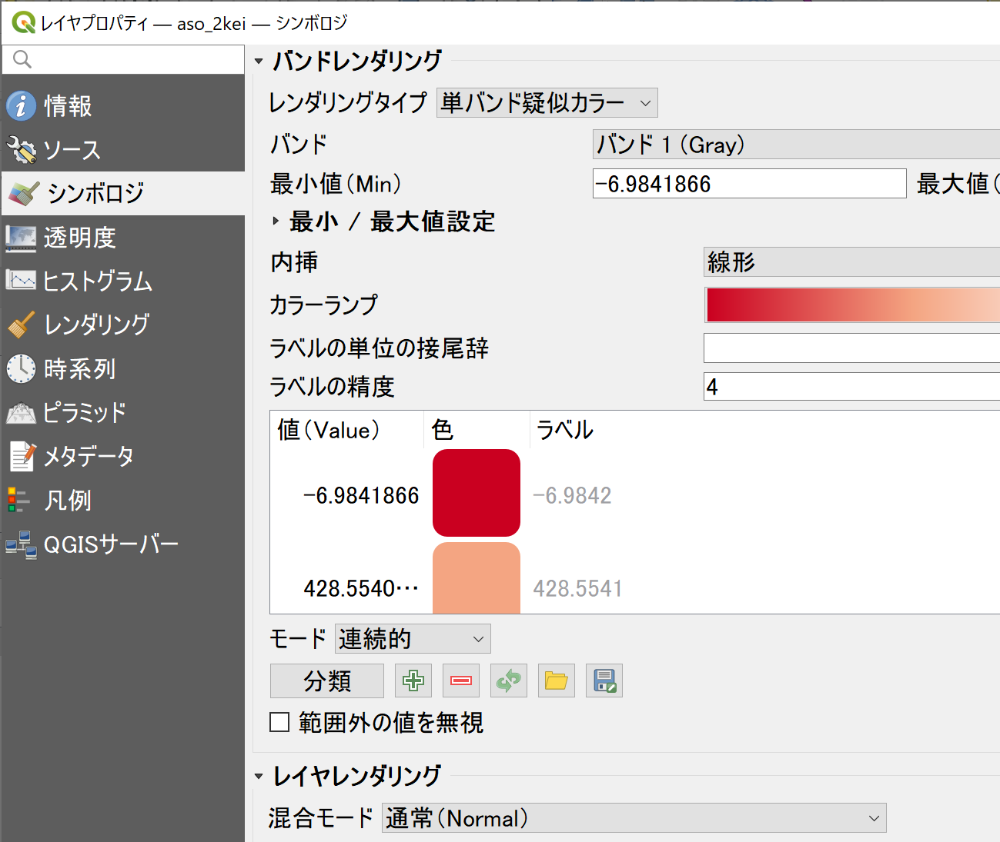 レイヤプロパティ — aso_2kei — シンボロジ
情報
ソース
シンボロジ
透明度
ヒストグラム
レンダリング
時系列
ピラミッド
メタデータ
凡例
QGISサーバー
バンドレンダリング
レンダリングタイプ 単バンド疑似カラー
バンド バンド 1 (Gray)
最小値(Min) -6.9841866 最大値(
最小 / 最大値設定
内挿 線形
カラーランプ
ラベルの単位の接尾辞
ラベルの精度 4
値(Value) 色 ラベル
-6.9841866 -6.9842
428.5540… 428.5541
モード 連続的
分類
範囲外の値を無視
レイヤレンダリング
混合モード 通常(Normal)